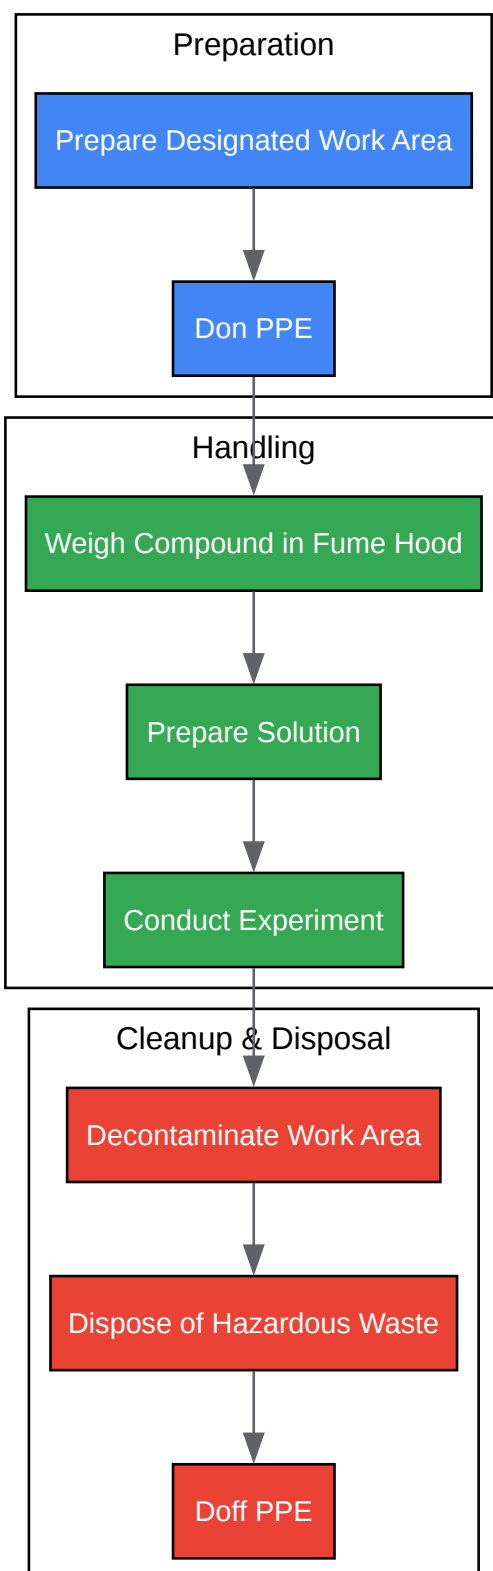 Preparation
Prepare Designated Work Area
Don PPE
Handling
Weigh Compound in Fume Hood
Prepare Solution
Conduct Experiment
Cleanup & Disposal
Decontaminate Work Area
Dispose of Hazardous Waste
Doff PPE